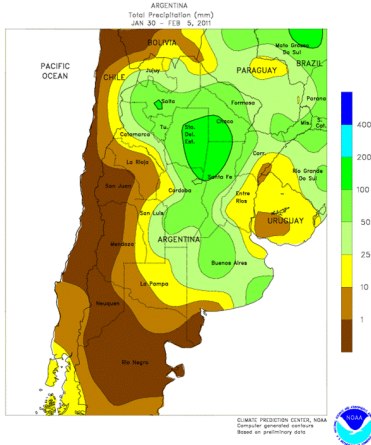 ARGENTINA
Total Precipitation (mm)
JAN 30 - FEB 5, 2011
BOLIVIA
Mato Grosso
Do Sul
PACIFIC
OCEAN
CHILE
Jujuy
PARAGUAY
BRAZIL
Salta
Formosa
Parana
Tu.
Sta.
Del.
Est.
Chaco
Mis.
S.
Cat.
Catamarca
Corr.
La Rioja
Santa Fe
Rio Grande
Do Sul
San Juan
Cordoba
Entre
Rios
San Luis
URUGUAY
Mendoza
ARGENTINA
Buenos Aires
La Pampa
Neuquen
Rio Negro
400
200
100
50
25
10
1
CLIMATE PREDICTION CENTER, NOAA
Computer generated contours
Based on preliminary data
NOAA